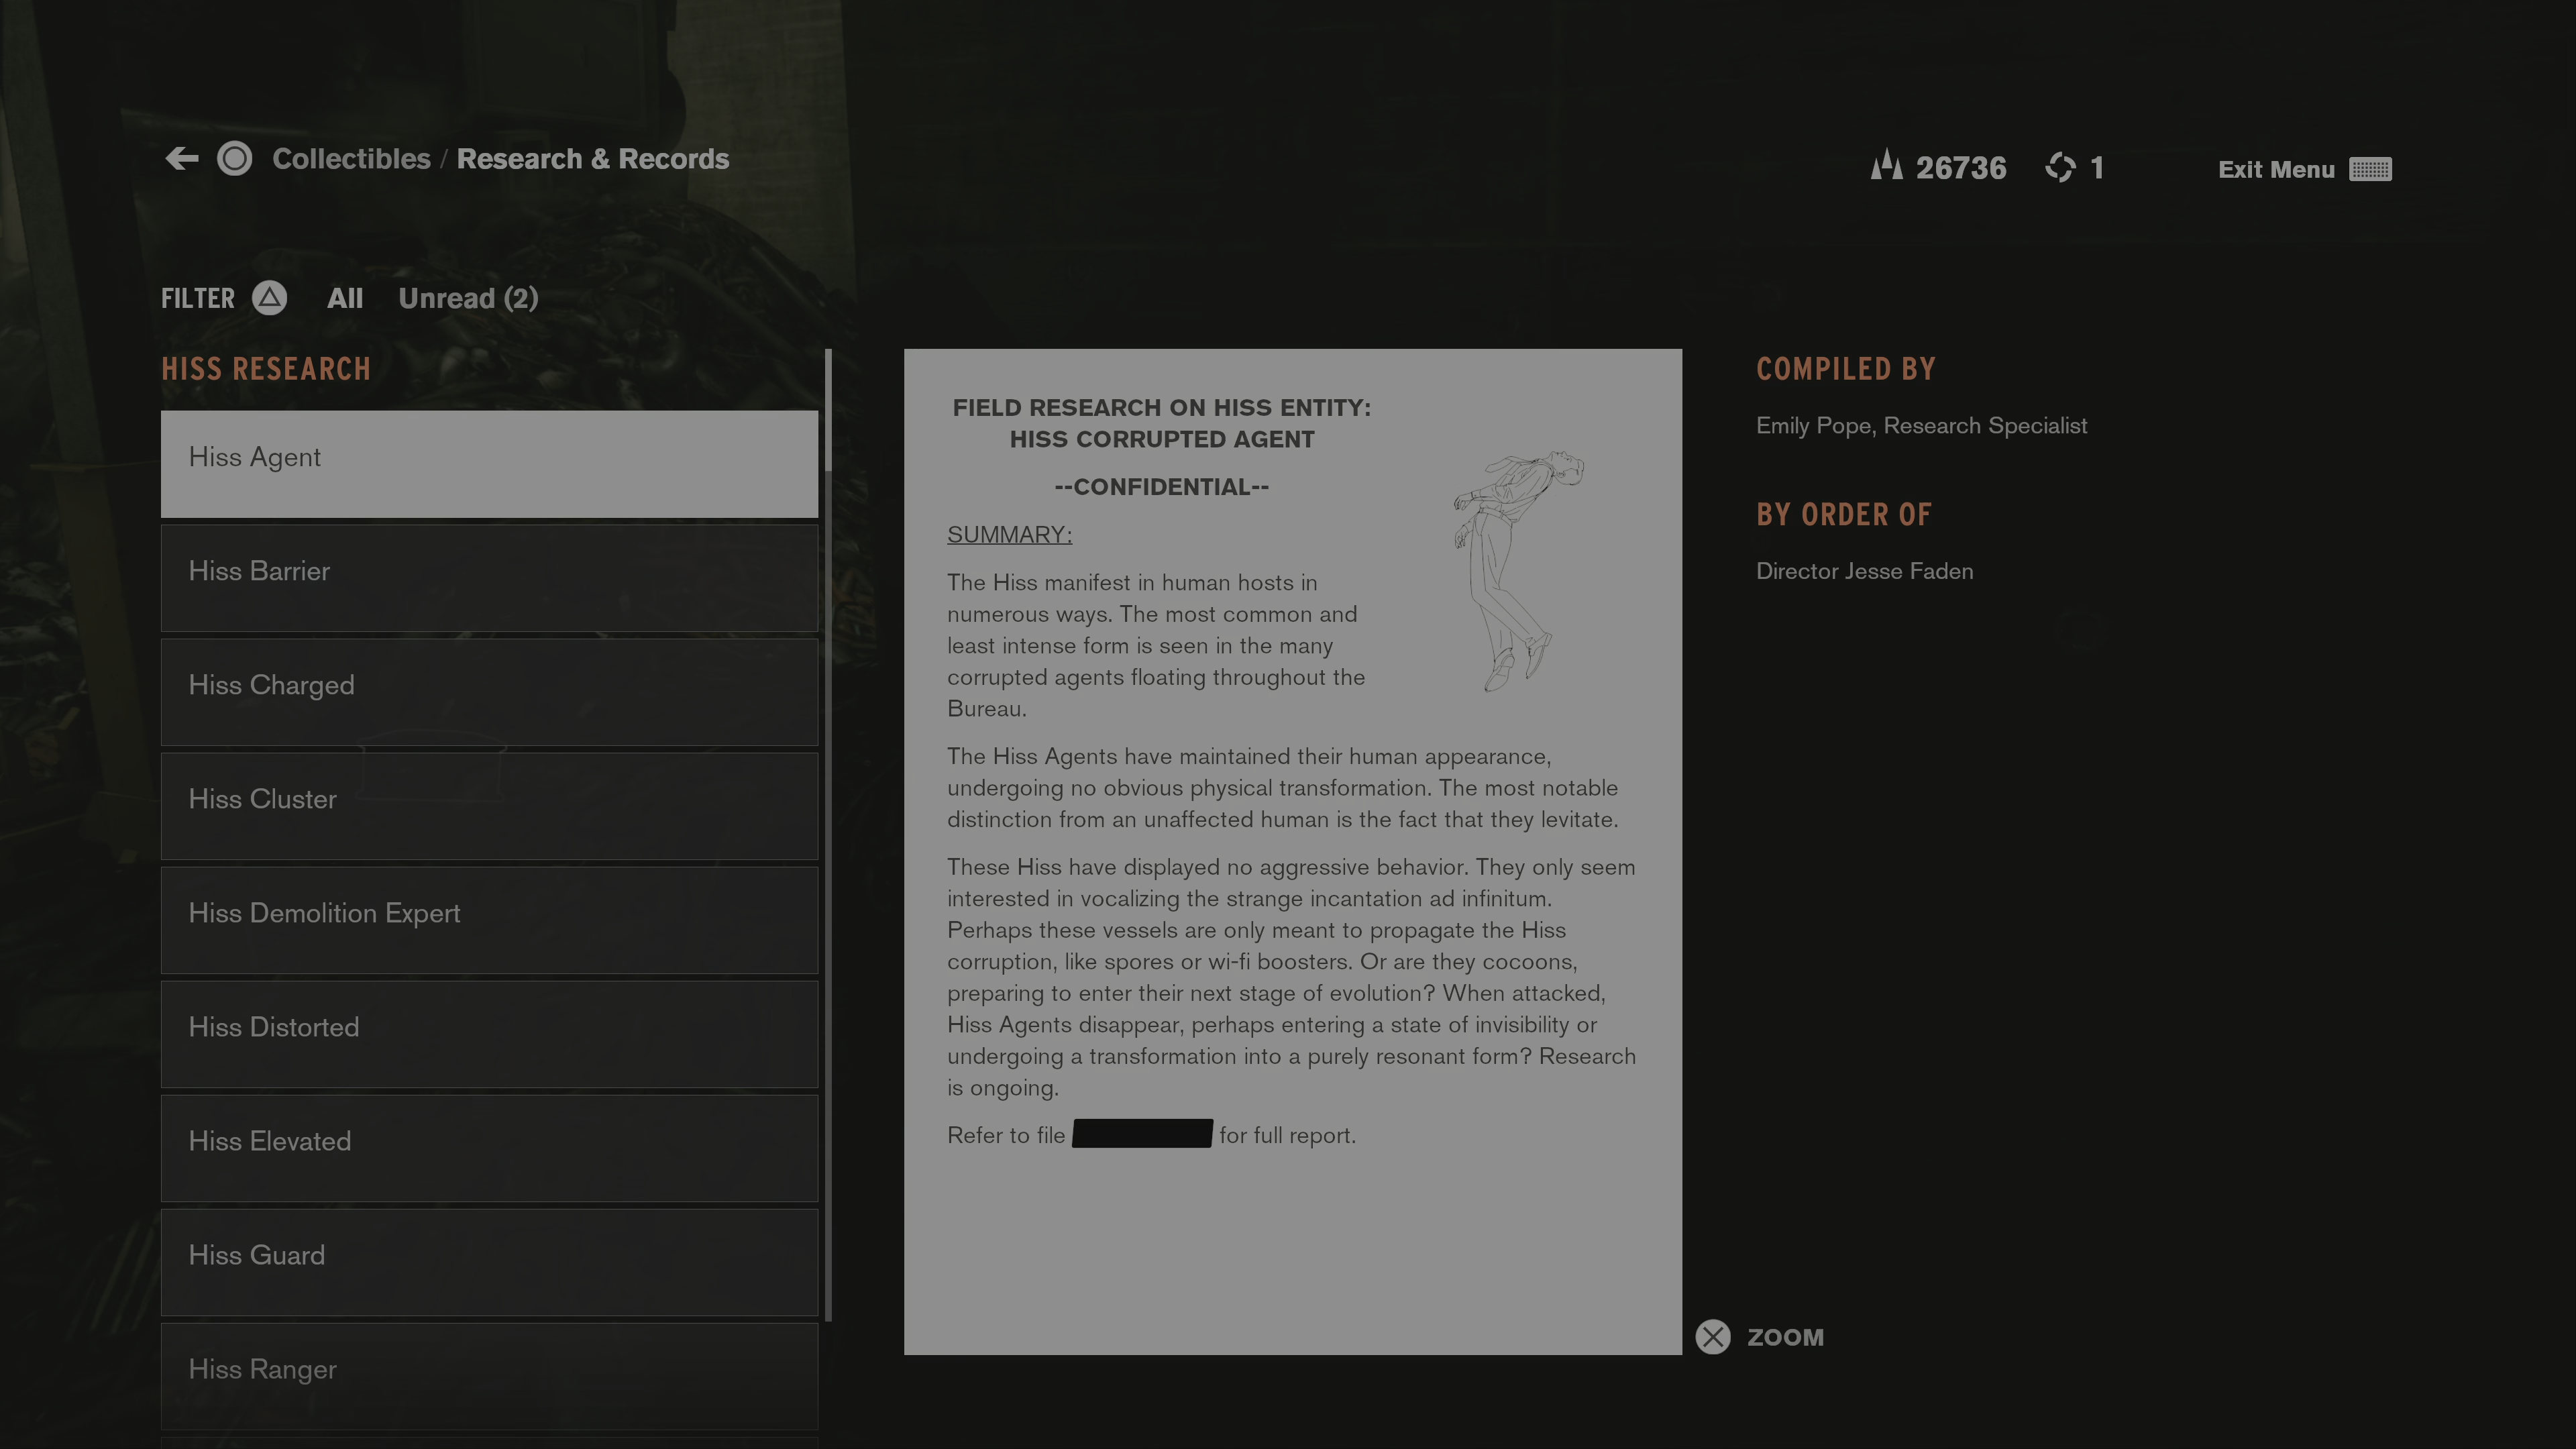 Collectibles / Research & Records
26736
1
Exit Menu
FILTER
All
Unread (2)
HISS RESEARCH
Hiss Agent
Hiss Barrier
Hiss Charged
Hiss Cluster
Hiss Demolition Expert
Hiss Distorted
Hiss Elevated
Hiss Guard
Hiss Ranger
FIELD RESEARCH ON HISS ENTITY:
HISS CORRUPTED AGENT
--CONFIDENTIAL--
SUMMARY:
The Hiss manifest in human hosts in
numerous ways. The most common and
least intense form is seen in the many
corrupted agents floating throughout the
Bureau.
The Hiss Agents have maintained their human appearance,
undergoing no obvious physical transformation. The most notable
distinction from an unaffected human is the fact that they levitate.
These Hiss have displayed no aggressive behavior. They only seem
interested in vocalizing the strange incantation ad infinitum.
Perhaps these vessels are only meant to propagate the Hiss
corruption, like spores or wi-fi boosters. Or are they cocoons,
preparing to enter their next stage of evolution? When attacked,
Hiss Agents disappear, perhaps entering a state of invisibility or
undergoing a transformation into a purely resonant form? Research
is ongoing.
Refer to file for full report.
COMPILED BY
Emily Pope, Research Specialist
BY ORDER OF
Director Jesse Faden
ZOOM